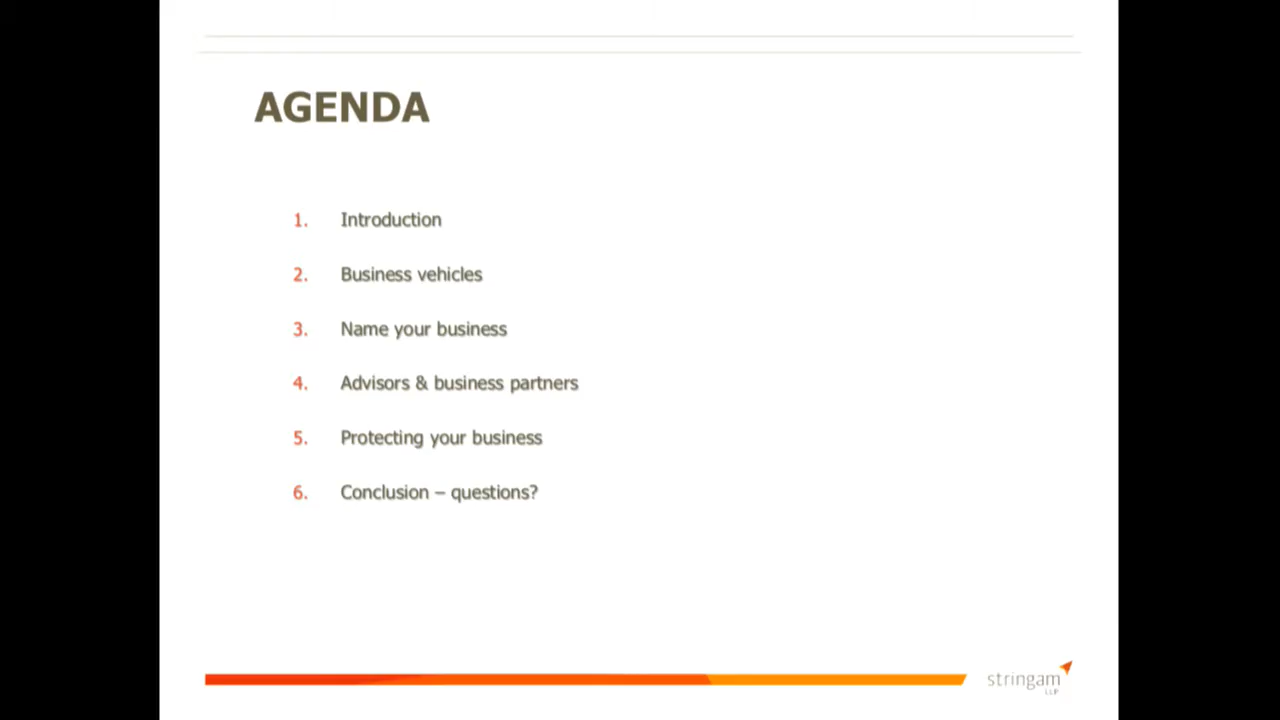 AGENDA
1. Introduction
2. Business vehicles
3. Name your business
4. Advisors & business partners
5. Protecting your business
6. Conclusion – questions?
stringam
LLP